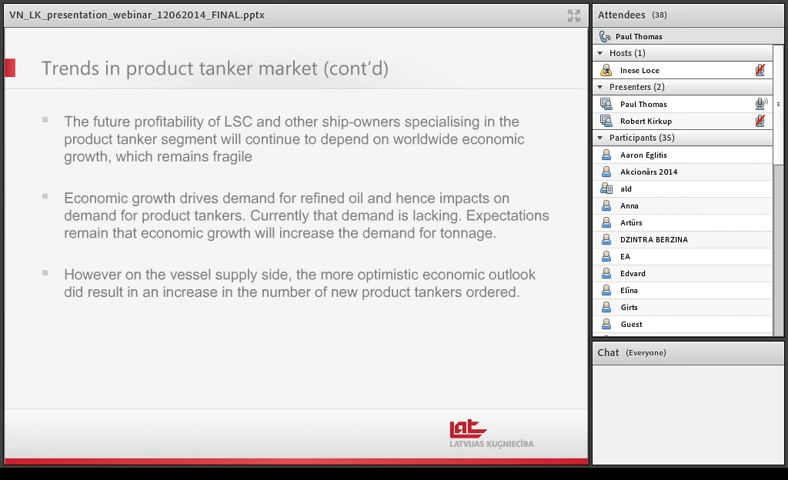 VN_LK_presentation_webinar_12062014_FINAL.pptx
Trends in product tanker market (cont'd)
The future profitability of LSC and other ship-owners specialising in the
product tanker segment will continue to depend on worldwide economic
growth, which remains fragile
Economic growth drives demand for refined oil and hence impacts on
demand for product tankers. Currently that demand is lacking. Expectations
remain that economic growth will increase the demand for tonnage.
However on the vessel supply side, the more optimistic economic outlook
did result in an increase in the number of new product tankers ordered.
Lat
LATVIJAS KUĢNIECĪBA
Attendees (38)
Paul Thomas
Hosts (1)
Inese Loce
Presenters (2)
Paul Thomas
Robert Kirkup
Participants (35)
Aaron Eglitis
Akcionārs 2014
ald
Anna
Artūrs
DZINTRA BERZINA
EA
Edvard
Elīna
Girts
Guest
Chat (Everyone)